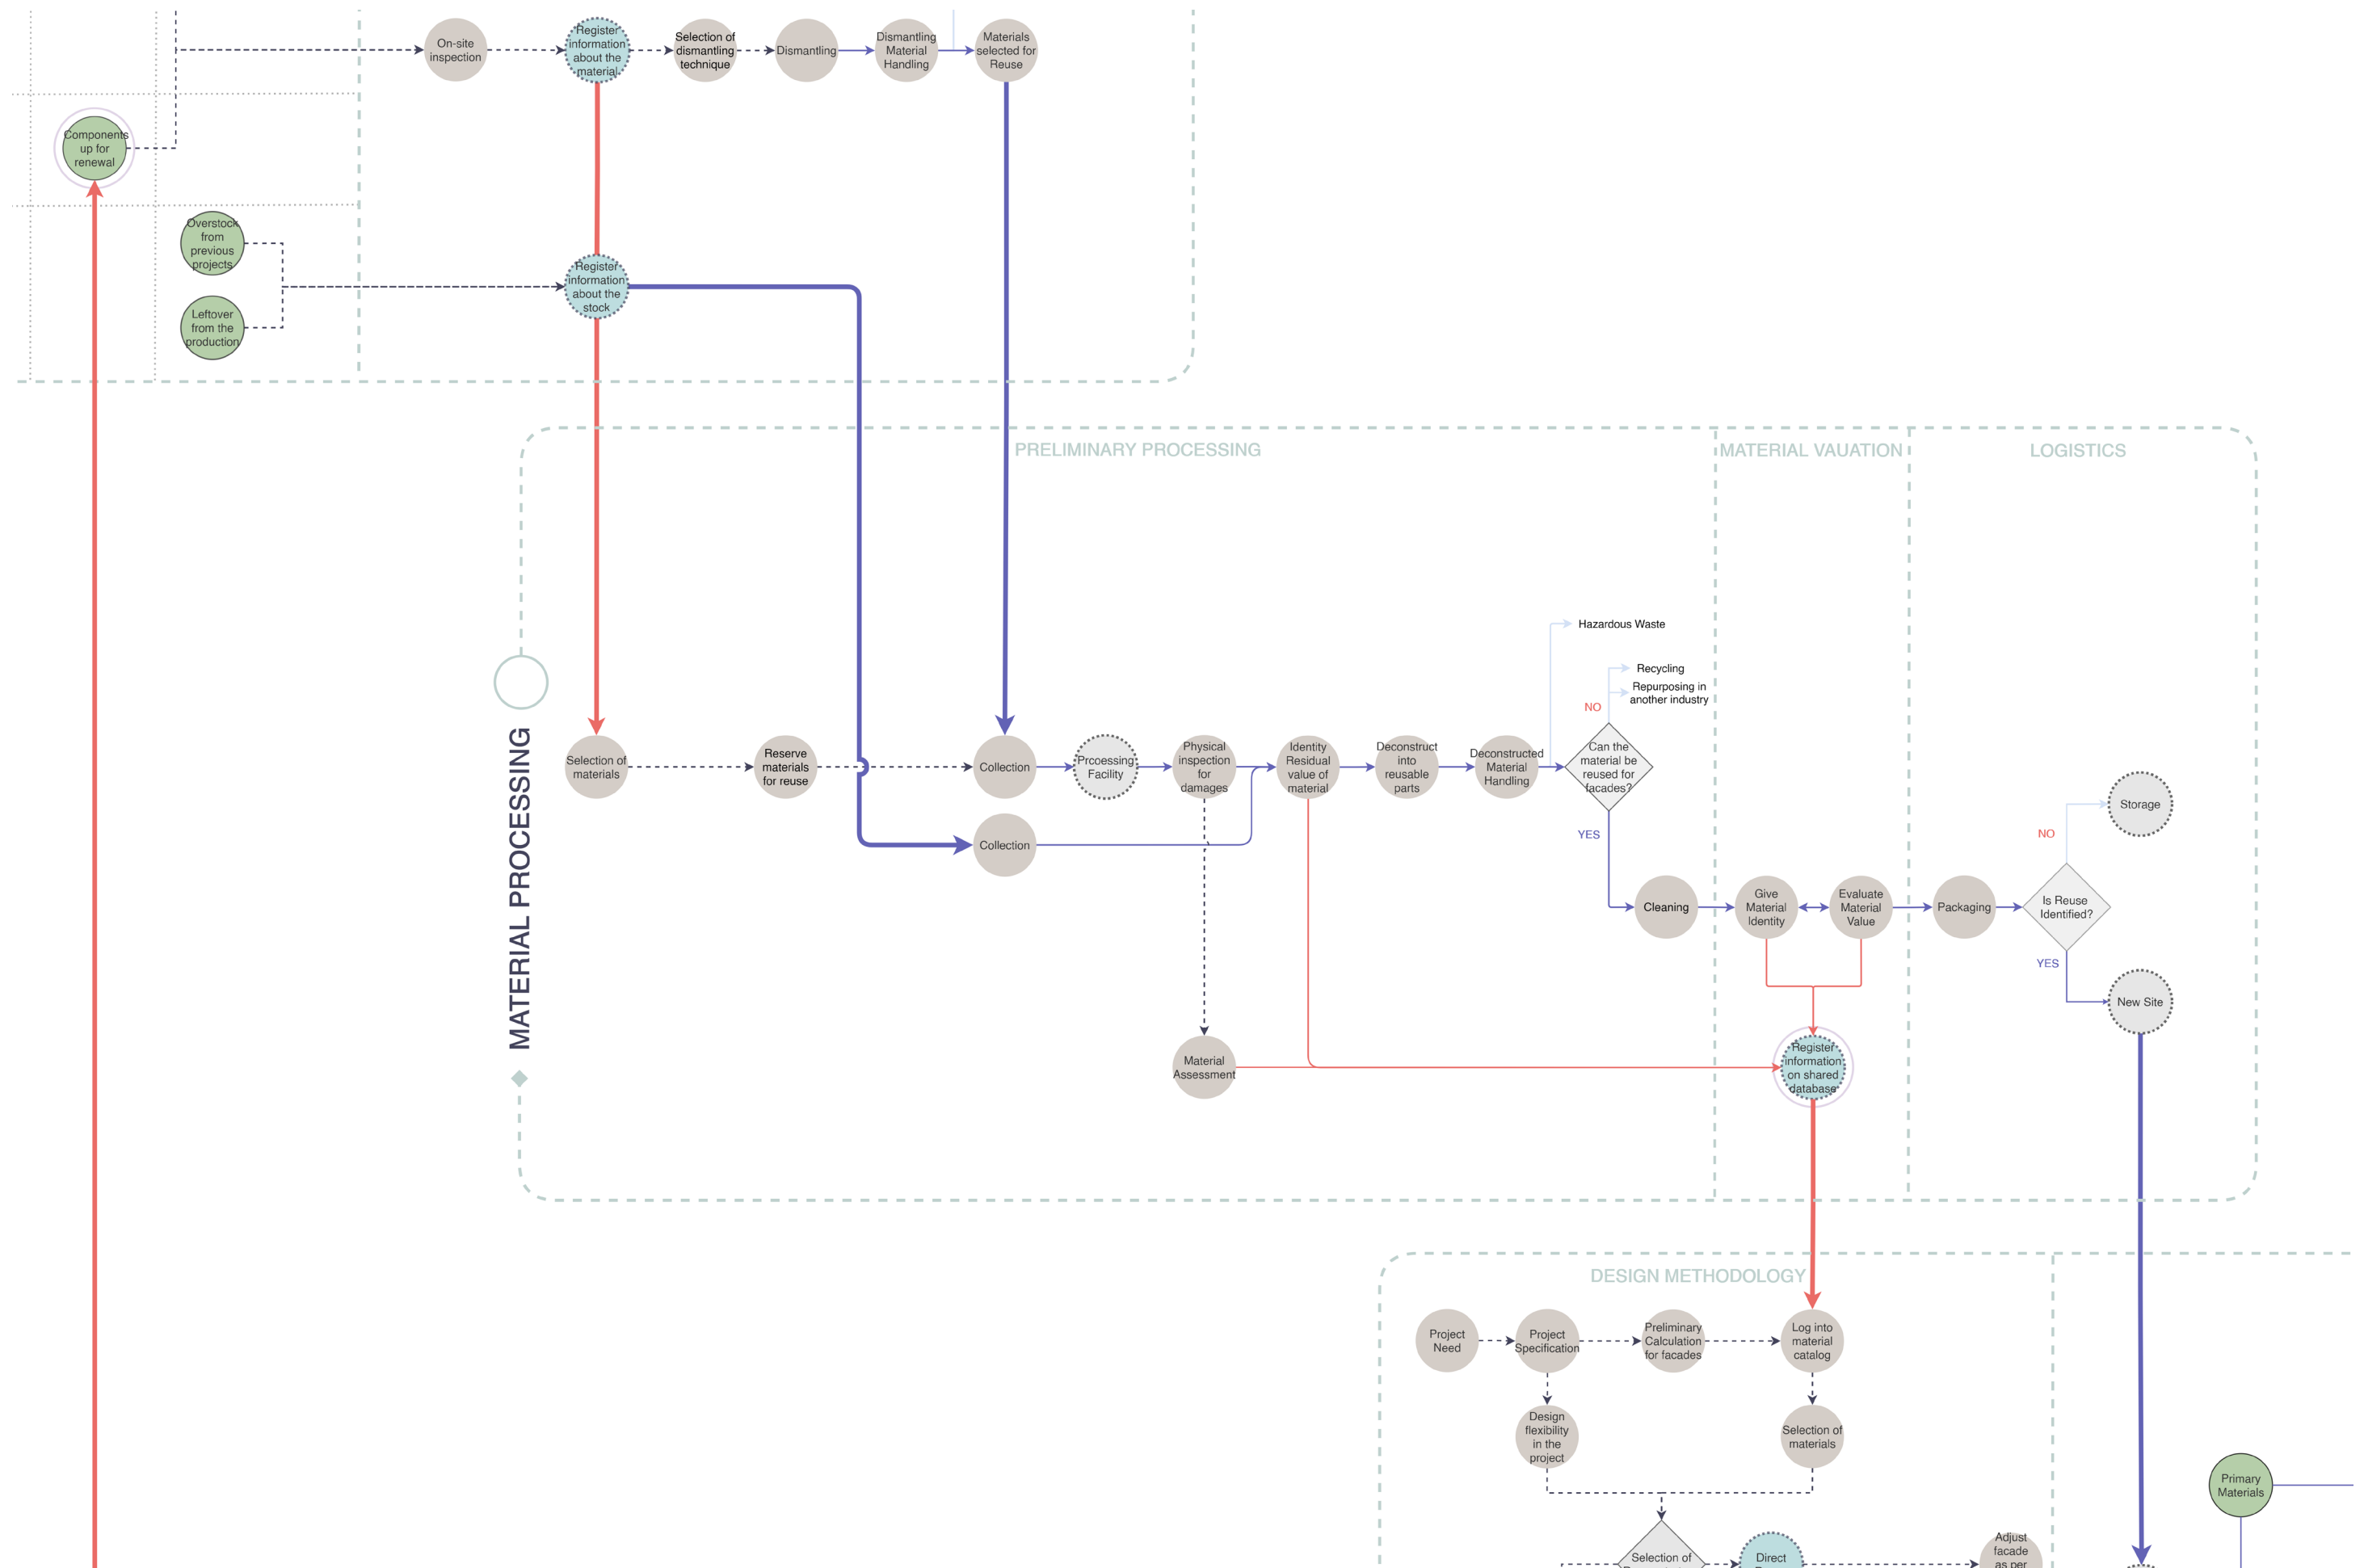 On-site
inspection
Register
information
about the
material
Selection of
dismantling
technique
Dismantling
Dismantling
Material
Handling
Materials
selected for
Reuse
Components
up for
renewal
Overstock
from
previous
projects
Leftover
from the
production
Register
information
about the
stock
PRELIMINARY PROCESSING
MATERIAL VAUATION
LOGISTICS
MATERIAL PROCESSING
Hazardous Waste
Recycling
Repurposing in
another industry
NO
Selection of
materials
Reserve
materials
for reuse
Collection
Prccessing
Facility
Physical
inspection
for
damages
Identity
Residual
value of
material
Deconstruct
into
reusable
parts
Deconstructed
Material
Handling
Can the
material be
reused for
facades?
YES
Collection
Cleaning
Give
Material
Identity
Evaluate
Material
Value
Packaging
Is Reuse
Identified?
NO
Storage
YES
New Site
Material
Assessment
Register
information
on shared
database
DESIGN METHODOLOGY
Project
Need
Project
Specification
Preliminary
Calculation
for facades
Log into
material
catalog
Design
flexibility
in the
project
Selection of
materials
Primary
Materials
Selection of
Direct
Adjust
facade
as per